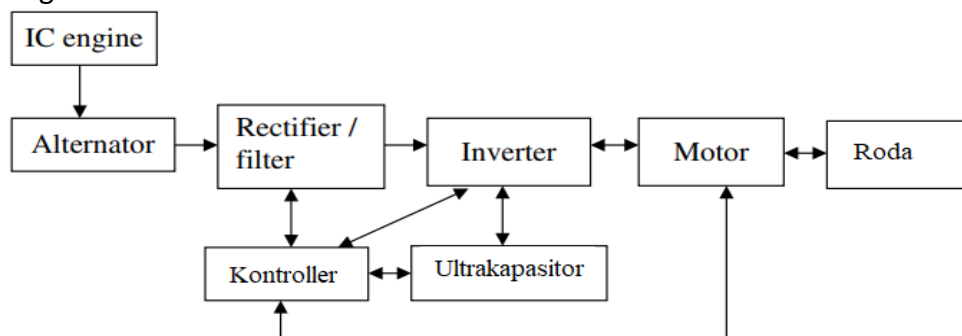 IC engine
Alternator
Rectifier /
filter
Inverter
Motor
Roda
Kontroller
Ultrakapasitor